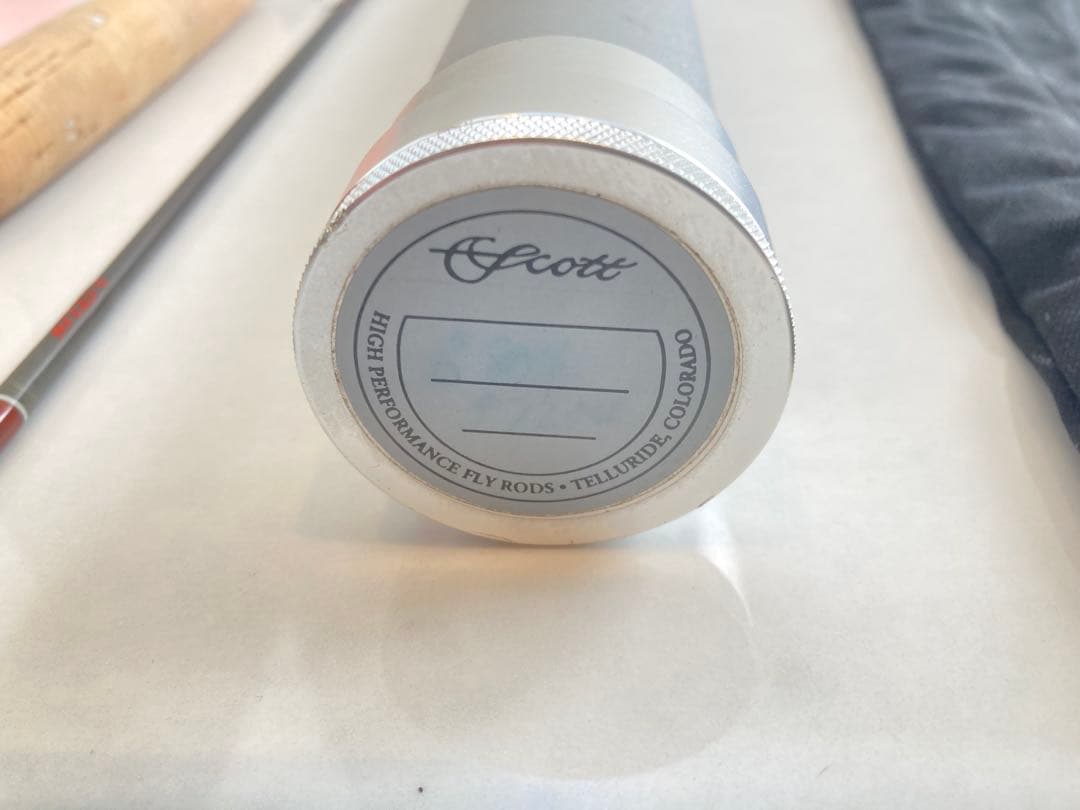 Scott
HIGH PERFORMANCE FLY RODS • TELLURIDE, COLORADO